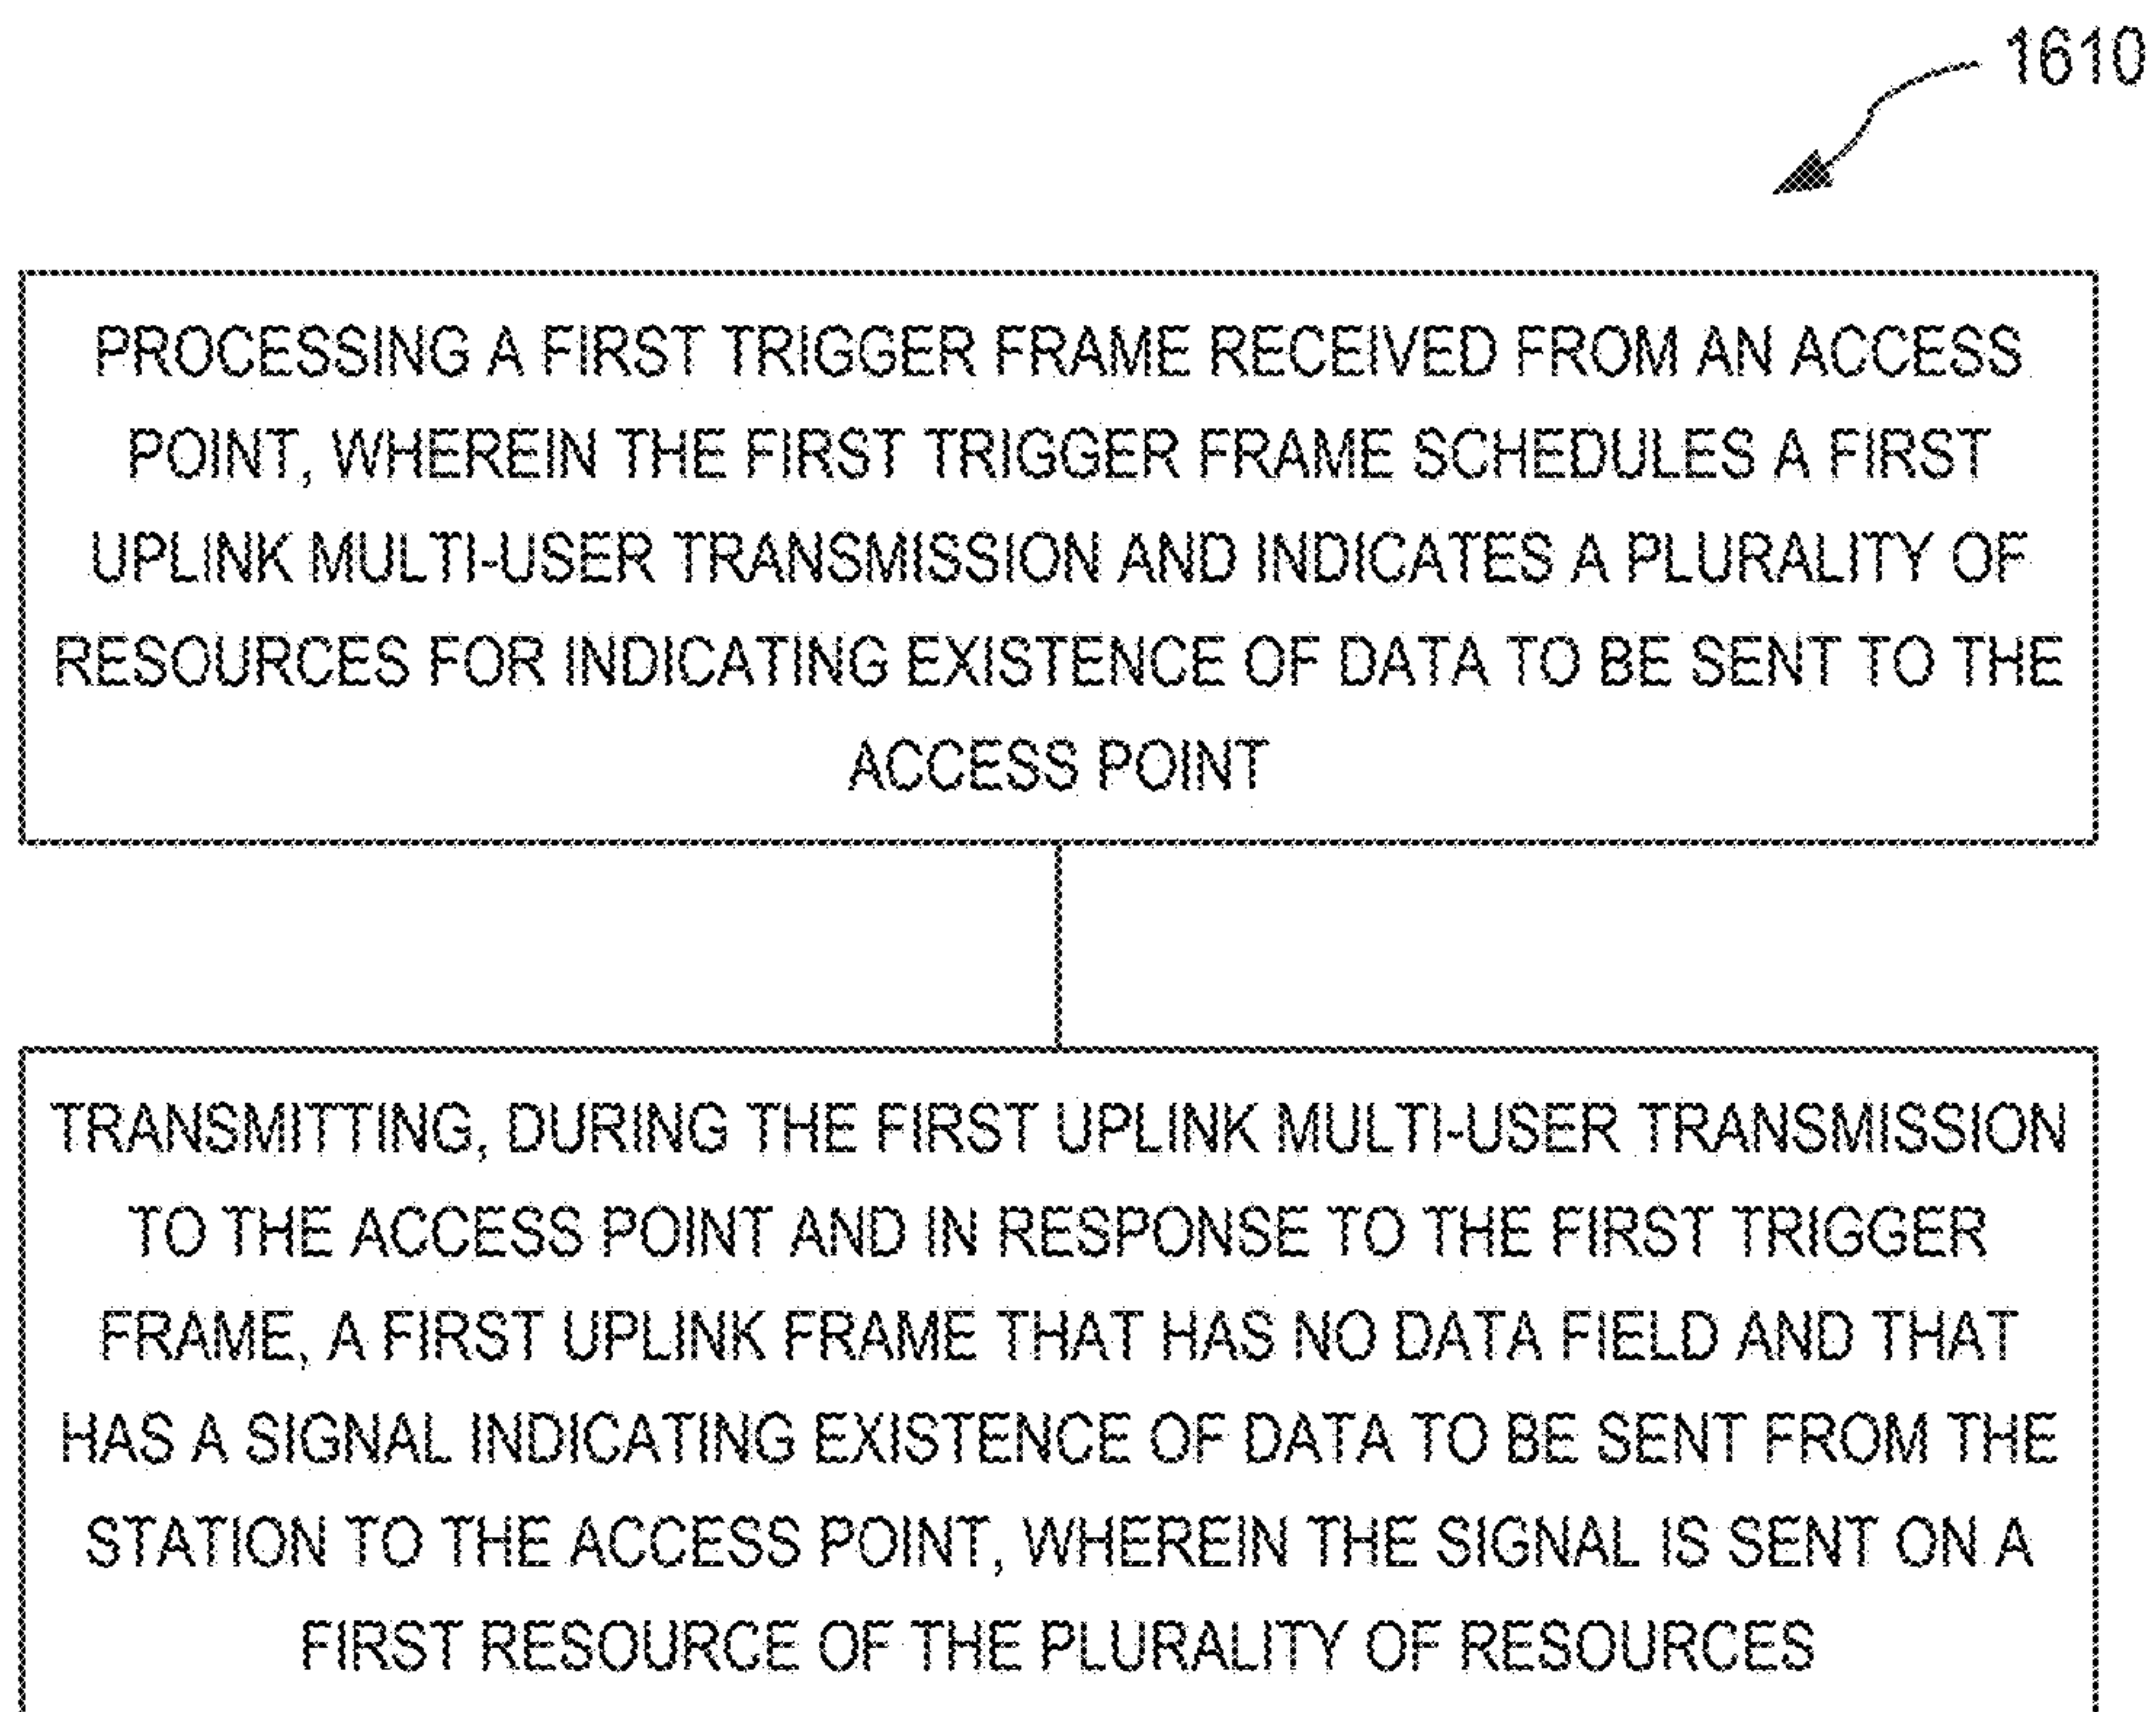 1610
PROCESSING A FIRST TRIGGER FRAME RECEIVED FROM AN ACCESS
POINT, WHEREIN THE FIRST TRIGGER FRAME SCHEDULES A FIRST
UPLINK MULTI-USER TRANSMISSION AND INDICATES A PLURALITY OF
RESOURCES FOR INDICATING EXISTENCE OF DATA TO BE SENT TO THE
ACCESS POINT
TRANSMITTING, DURING THE FIRST UPLINK MULTI-USER TRANSMISSION
TO THE ACCESS POINT AND IN RESPONSE TO THE FIRST TRIGGER
FRAME, A FIRST UPLINK FRAME THAT HAS NO DATA FIELD AND THAT
HAS A SIGNAL INDICATING EXISTENCE OF DATA TO BE SENT FROM THE
STATION TO THE ACCESS POINT, WHEREIN THE SIGNAL IS SENT ON A
FIRST RESOURCE OF THE PLURALITY OF RESOURCES